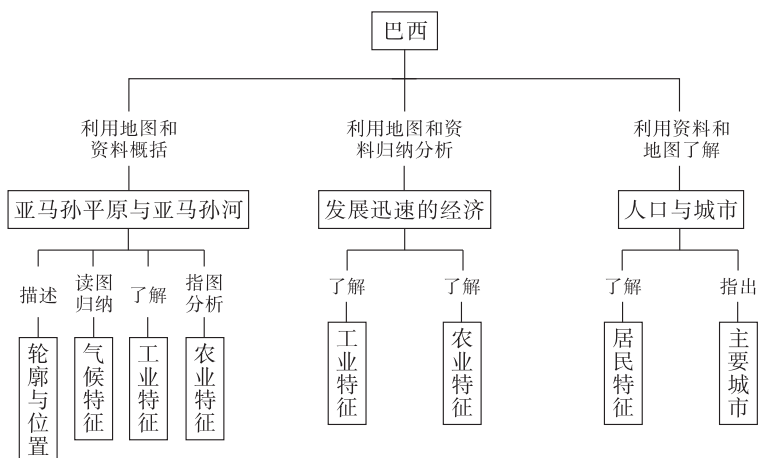 巴西
利用地图和
资料概括
利用地图和资
料归纳分析
利用资料和
地图了解
亚马孙平原与亚马孙河
发展迅速的经济
人口与城市
描述
读图
归纳
了解
指图
分析
了解
了解
了解
指出
轮廓与位置
气候特征
工业特征
农业特征
工业特征
农业特征
居民特征
主要城市